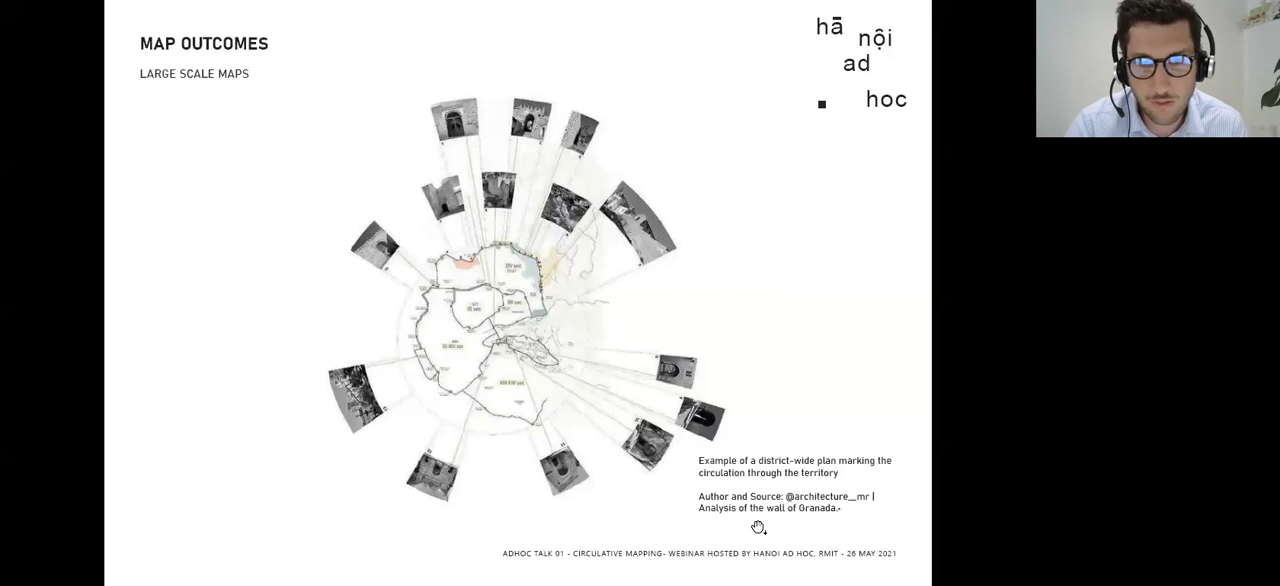 MAP OUTCOMES
LARGE SCALE MAPS
hā
nội
ad
hoc
Example of a district-wide plan marking the
circulation through the territory
Author and Source: @architecture__mr |
Analysis of the wall of Granada.-
ADHOC TALK 01 - CIRCULATIVE MAPPING- WEBINAR HOSTED BY HANOI AD HOC, RMIT - 26 MAY 2021